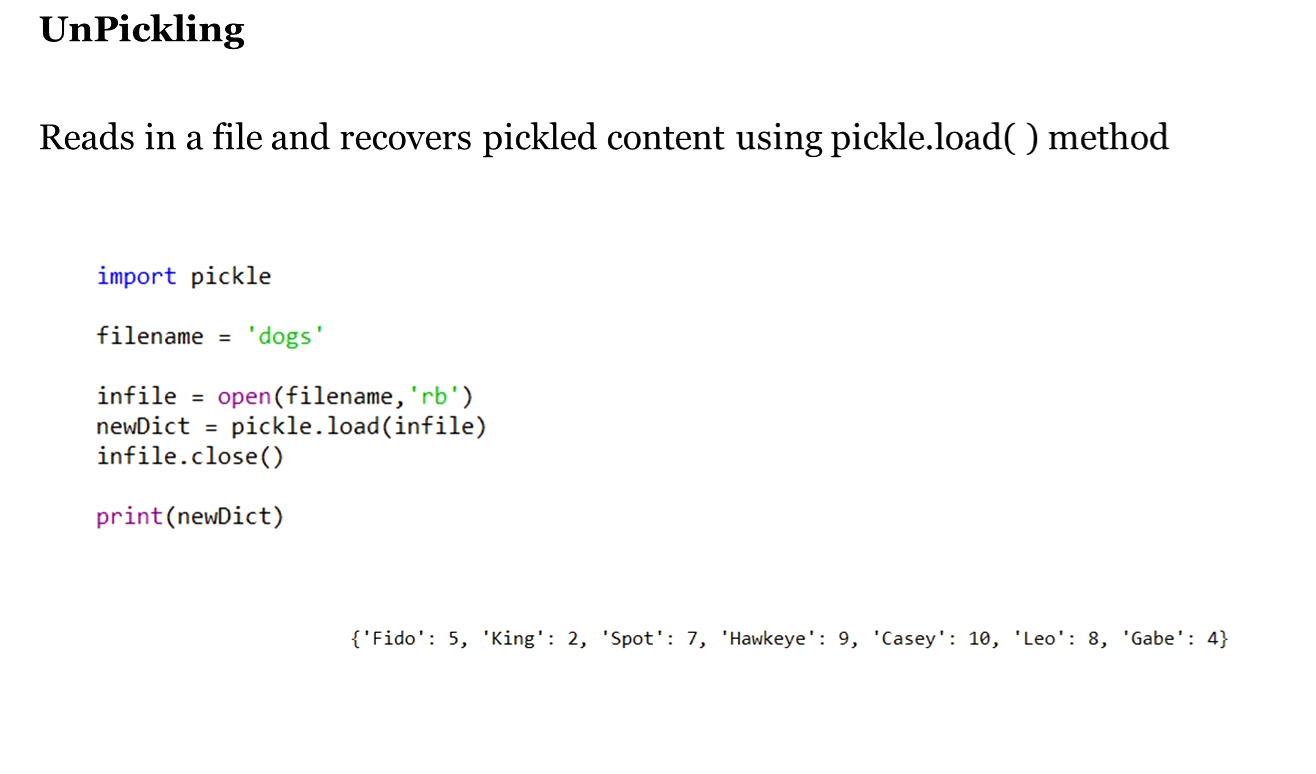 UnPickling
Reads in a file and recovers pickled content using pickle.load( ) method
import pickle
filename = 'dogs'
infile = open(filename,'rb')
newDict = pickle.load(infile)
infile.close()
print(newDict)
{'Fido': 5, 'King': 2, 'Spot': 7, 'Hawkeye': 9, 'Casey': 10, 'Leo': 8, 'Gabe': 4}